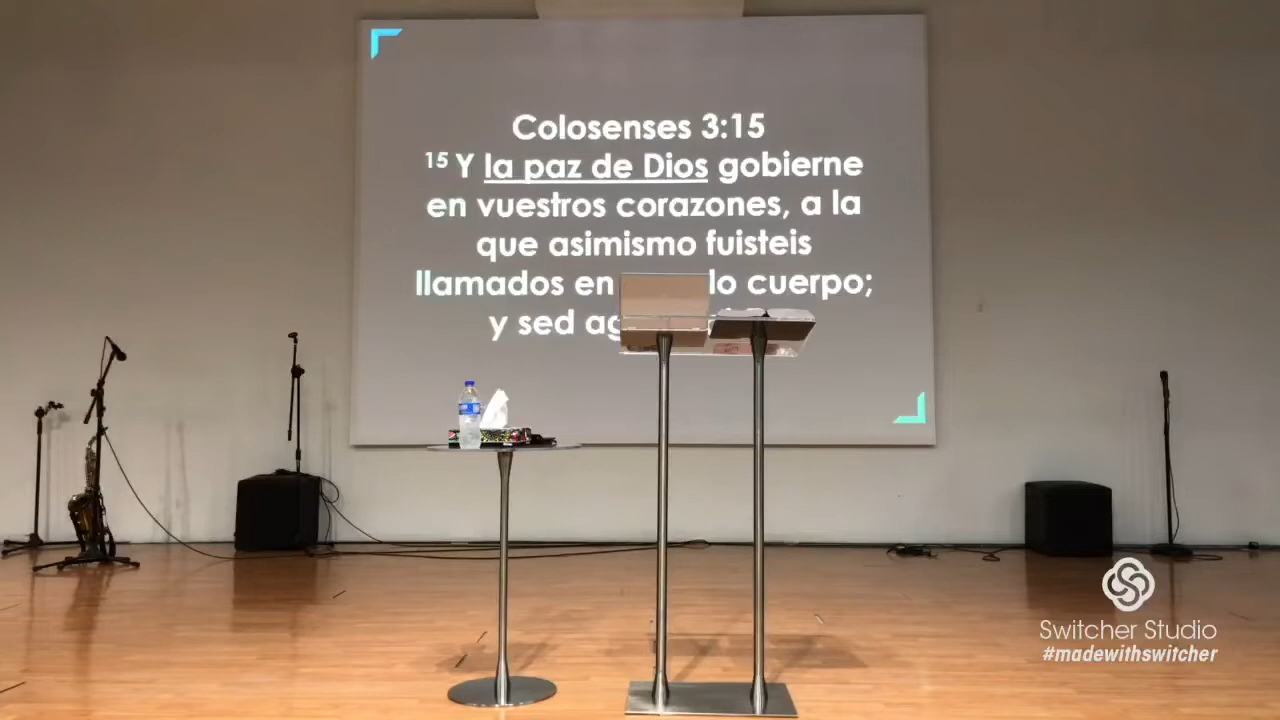 Colosenses 3:15
15 Y la paz de Dios gobierne
en vuestros corazones, a la
que asimismo fuisteis
llamados en lo cuerpo;
y sed
Switcher Studio
#madewithswitcher